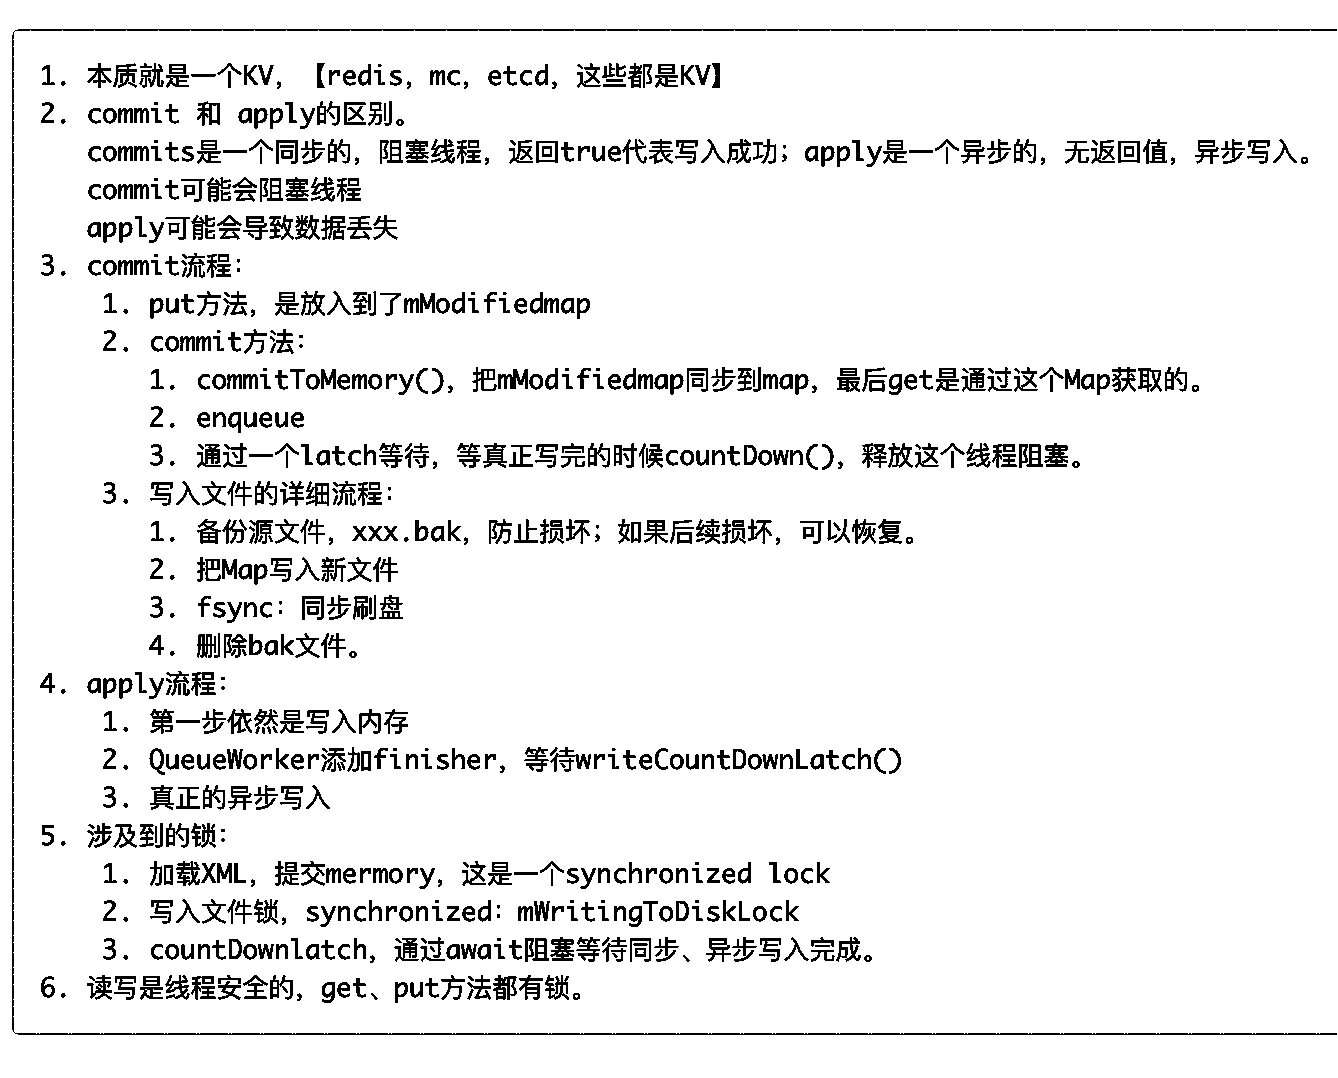 1. 本质就是一个KV，【redis，mc，etcd，这些都是KV】
2. commit 和 apply的区别。
commits是一个同步的，阻塞线程，返回true代表写入成功；apply是一个异步的，无返回值，异步写入。
commit可能会阻塞线程
apply可能会导致数据丢失
3. commit流程：
1. put方法，是放入到了mModifiedmap
2. commit方法：
1. commitToMemory()，把mModifiedmap同步到map，最后get是通过这个Map获取的。
2. enqueue
3. 通过一个latch等待，等真正写完的时候countDown()，释放这个线程阻塞。
3. 写入文件的详细流程：
1. 备份源文件，xxx.bak，防止损坏；如果后续损坏，可以恢复。
2. 把Map写入新文件
3. fsync：同步刷盘
4. 删除bak文件。
4. apply流程：
1. 第一步依然是写入内存
2. QueueWorker添加finisher，等待writeCountDownLatch()
3. 真正的异步写入
5. 涉及到的锁：
1. 加载XML，提交mermory，这是一个synchronized lock
2. 写入文件锁，synchronized：mWritingToDiskLock
3. countDownlatch，通过await阻塞等待同步、异步写入完成。
6. 读写是线程安全的，get、put方法都有锁。